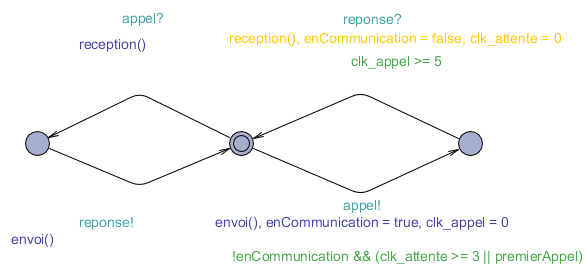 appel?
reponse?
reception()
reception(), enCommunication = false, clk_attente = 0
clk_appel >= 5
appel!
reponse!
envoi(), enCommunication = true, clk_appel = 0
envoi()
!enCommunication && (clk_attente >= 3 || premierAppel)